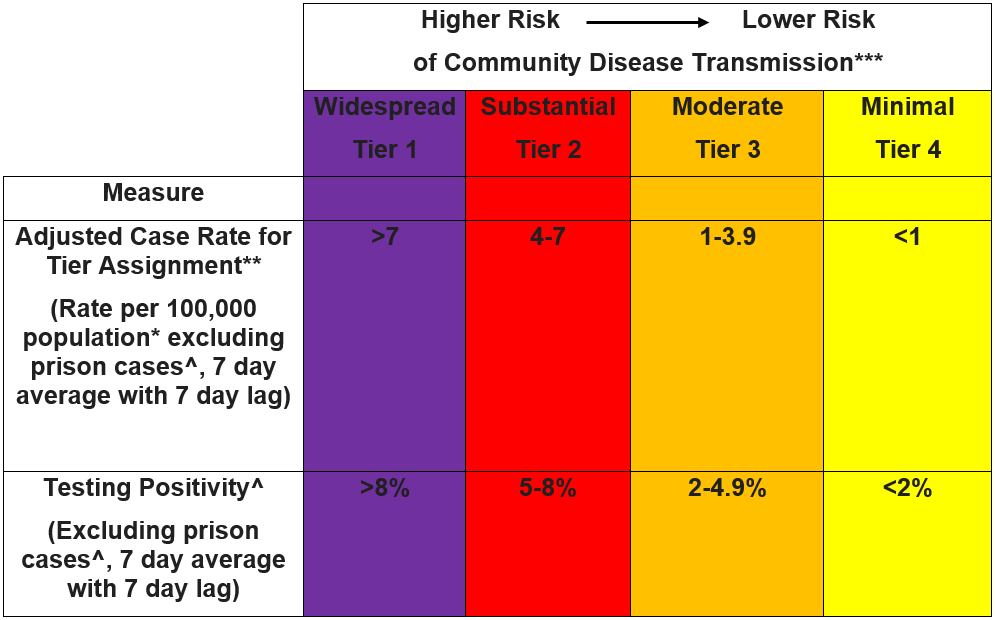 Higher Risk Lower Risk
of Community Disease Transmission***
Widespread Substantial Moderate Minimal
Tier 1 Tier 2 Tier 3 Tier 4
Measure
Adjusted Case Rate for
Tier Assignment**
(Rate per 100,000
population* excluding
prison cases^, 7 day
average with 7 day lag)
>7 4-7 1-3.9 <1
Testing Positivity^
(Excluding prison
cases^, 7 day average
with 7 day lag)
>8% 5-8% 2-4.9% <2%